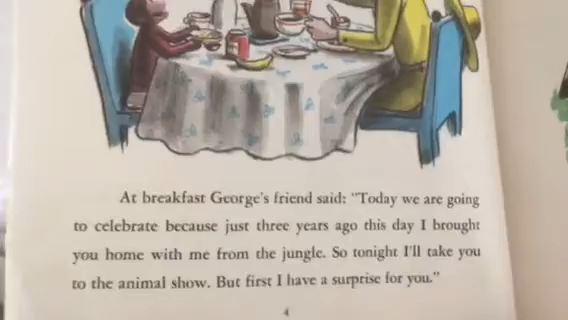 At breakfast George's friend said: "Today we are going
to celebrate because just three years ago this day I brought
you home with me from the jungle. So tonight I'll take you
to the animal show. But first I have a surprise for you."
4